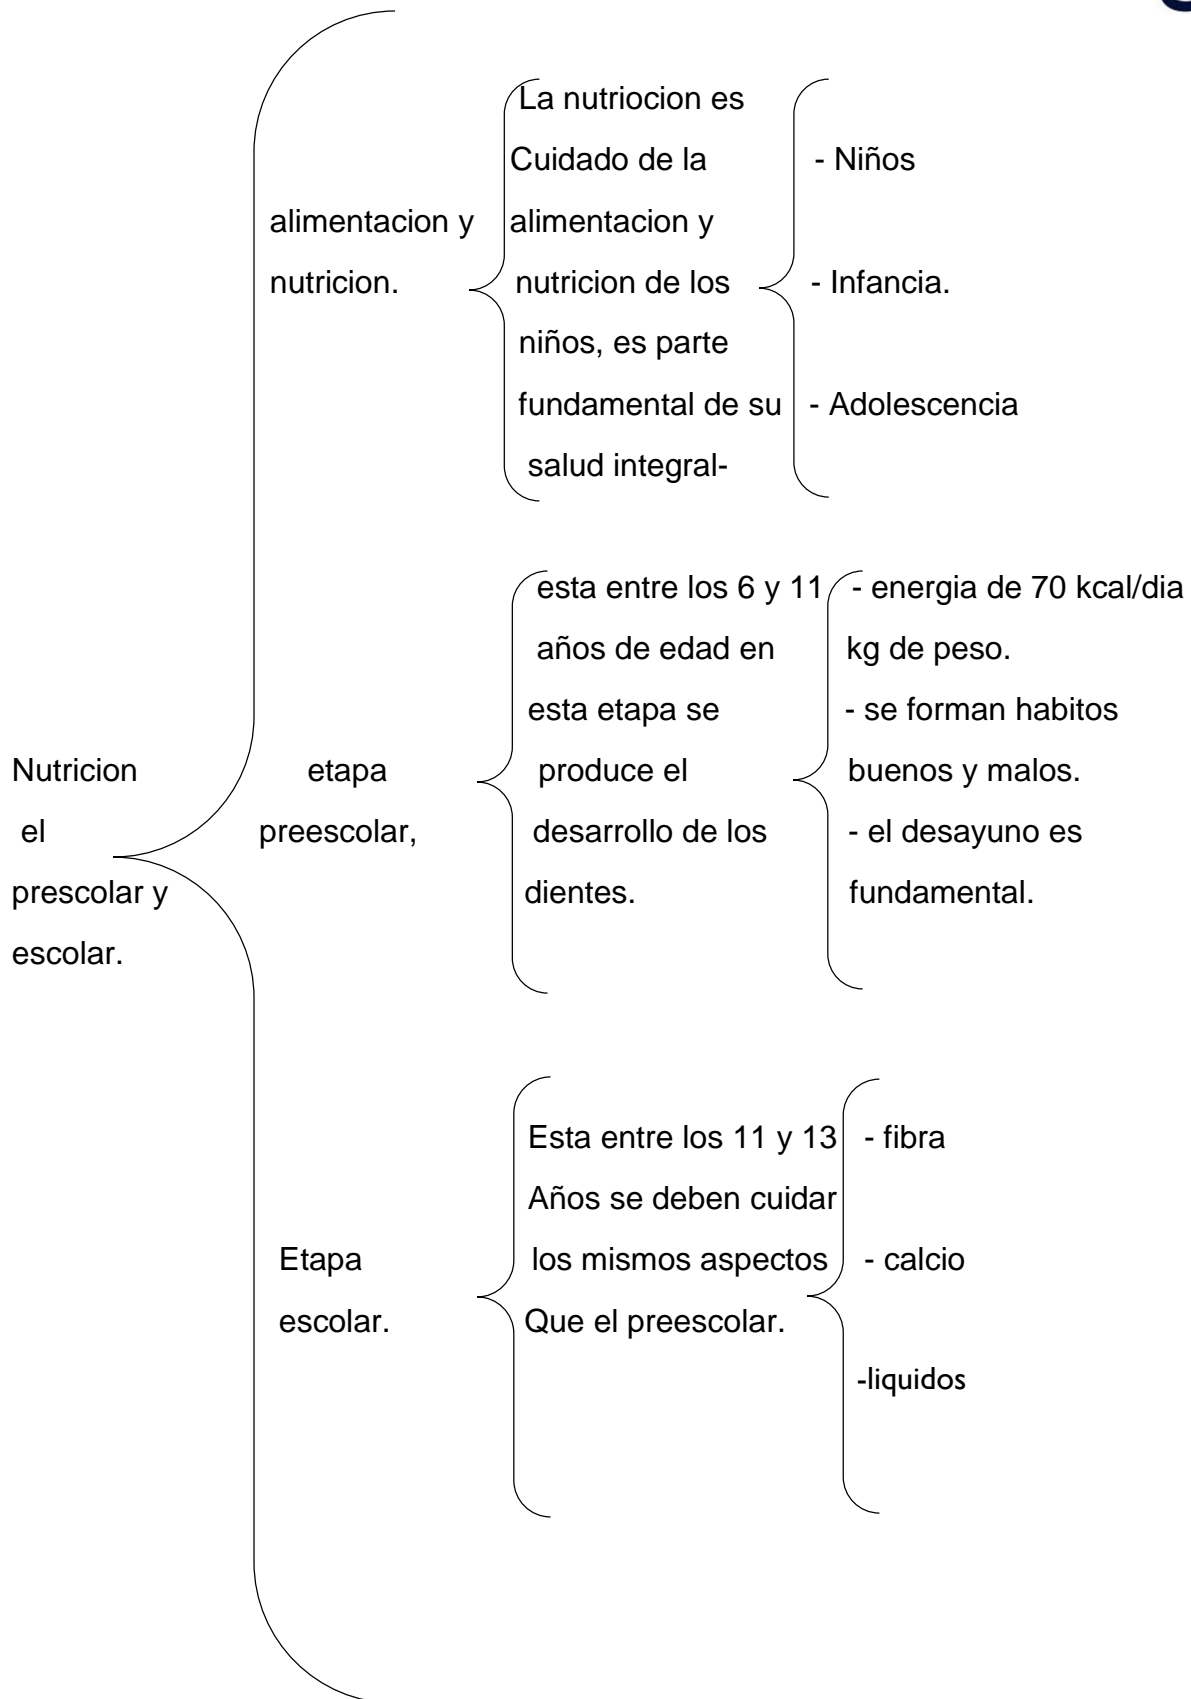 Nutricion
el
prescolar y
escolar.
alimentacion y
nutricion.
La nutriocion es
Cuidado de la
alimentacion y
nutricion de los
niños, es parte
fundamental de su
salud integral-
- Niños
- Infancia.
- Adolescencia
etapa
preescolar,
esta entre los 6 y 11
años de edad en
esta etapa se
produce el
desarrollo de los
dientes.
- energia de 70 kcal/dia
kg de peso.
- se forman habitos
buenos y malos.
- el desayuno es
fundamental.
Etapa
escolar.
Esta entre los 11 y 13
Años se deben cuidar
los mismos aspectos
Que el preescolar.
- fibra
- calcio
-liquidos